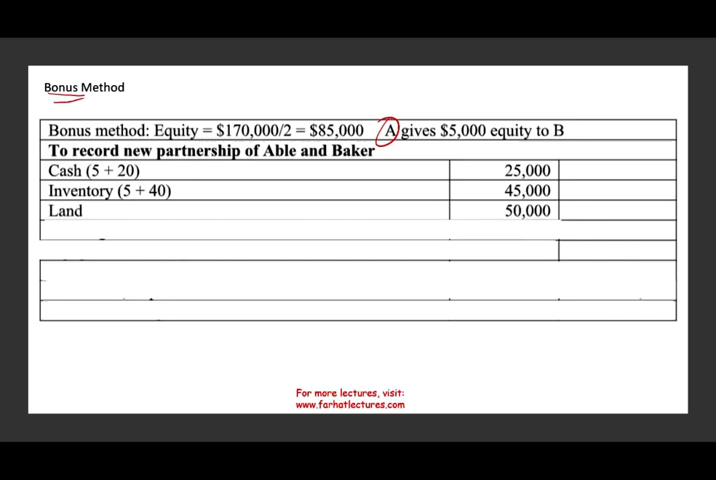 Bonus Method
Bonus method: Equity = $170,000/2 = $85,000 A gives $5,000 equity to B
To record new partnership of Able and Baker
Cash (5 + 20) 25,000
Inventory (5 + 40) 45,000
Land 50,000
For more lectures, visit:
www.farhatlectures.com